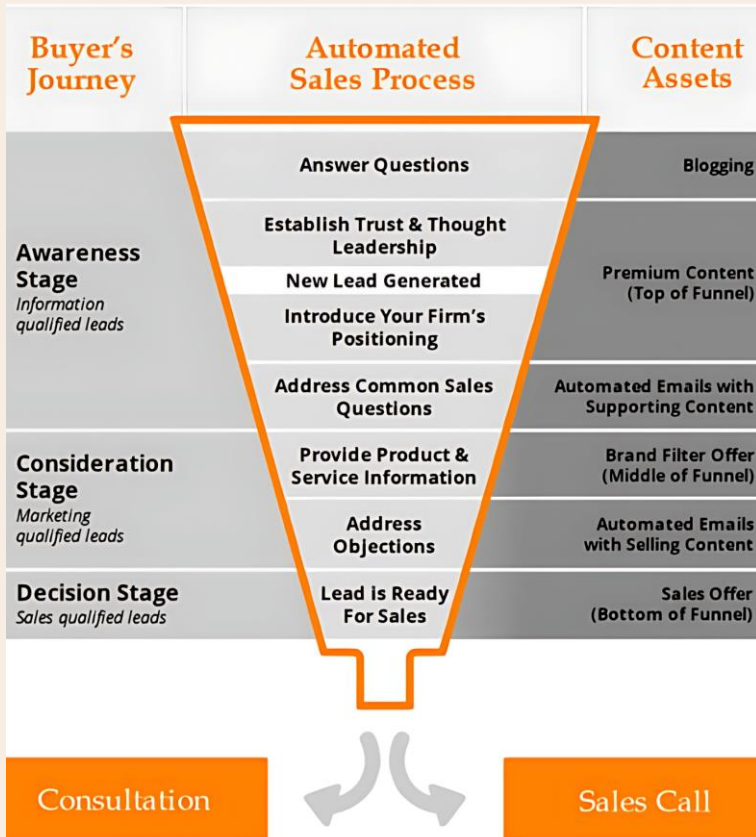 Buyer's
Journey
Automated
Sales Process
Content
Assets
Answer Questions
Blogging
Awareness
Stage
Information
qualified leads
Establish Trust & Thought
Leadership
New Lead Generated
Introduce Your Firm's
Positioning
Premium Content
(Top of Funnel)
Address Common Sales
Questions
Automated Emails with
Supporting Content
Consideration
Stage
Marketing
qualified leads
Provide Product &
Service Information
Brand Filter Offer
(Middle of Funnel)
Address
Objections
Automated Emails
with Selling Content
Decision Stage
Sales qualified leads
Lead is Ready
For Sales
Sales Offer
(Bottom of Funnel)
Consultation
Sales Call